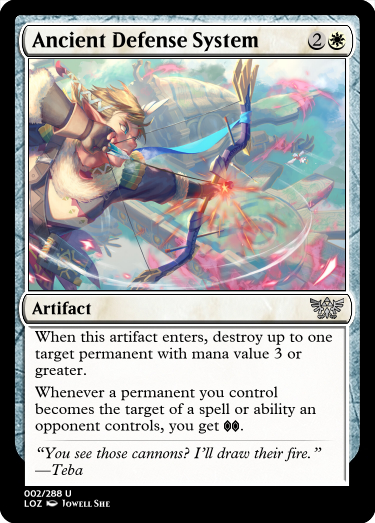 Ancient Defense System 2
Artifact
When this artifact enters, destroy up to one
target permanent with mana value 3 or
greater.
Whenever a permanent you control
becomes the target of a spell or ability an
opponent controls, you get
“You see those cannons? I’ll draw their fire.”
—Teba
002/288 U
LOZ Jowell She